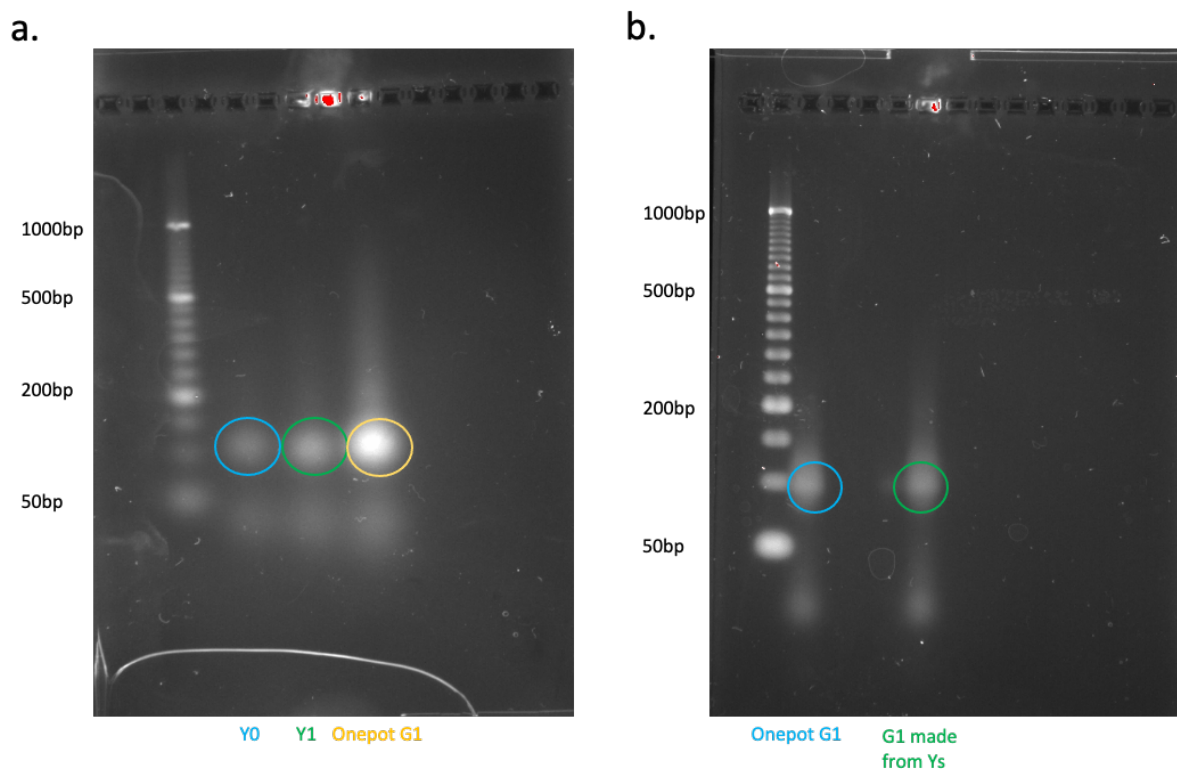 a.
1000bp
500bp
200bp
50bp
Y0 Y1 Onepot G1
b.
1000bp
500bp
200bp
50bp
Onepot G1
G1 made
from Ys